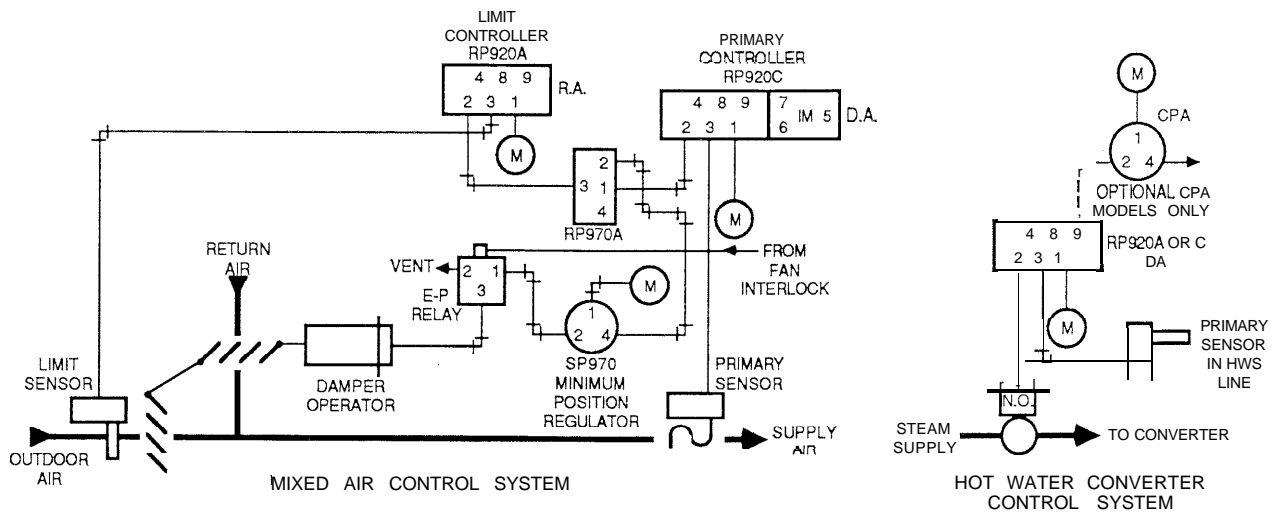 LIMIT
CONTROLLER
RP920A
4 8 9
2 3 1
R.A.
M
PRIMARY
CONTROLLER
RP920C
4 8 9
2 3 1
7
6
IM 5
D.A.
M
2
3 1
4
RP970A
RETURN
AIR
VENT
2 1
3
E-P
RELAY
FROM
FAN
INTERLOCK
M
1
2 4
SP970
MINIMUM
POSITION
REGULATOR
LIMIT
SENSOR
DAMPER
OPERATOR
PRIMARY
SENSOR
OUTDOOR
AIR
SUPPLY
AIR
MIXED AIR CONTROL SYSTEM
M
CPA
1
2 4
OPTIONAL CPA
MODELS ONLY
4 8 9
2 3 1
RP920A OR C
DA
M
PRIMARY
SENSOR
IN HWS
LINE
N.O.
STEAM
SUPPLY
TO CONVERTER
HOT WATER CONVERTER
CONTROL SYSTEM